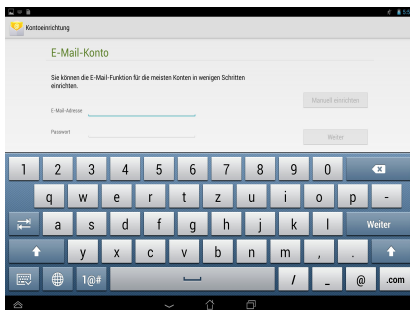 Kontoeinrichtung
E-Mail-Konto
Sie können die E-Mail-Funktion für die meisten Konten in wenigen Schritten
einrichten.
Manuell einrichten
E-Mail-Adresse
Passwort
Weiter
1 2 3 4 5 6 7 8 9 0
q w e r t z u i o p -
a s d f g h j k l Weiter
y x c v b n m , .
1@# / _ @ .com